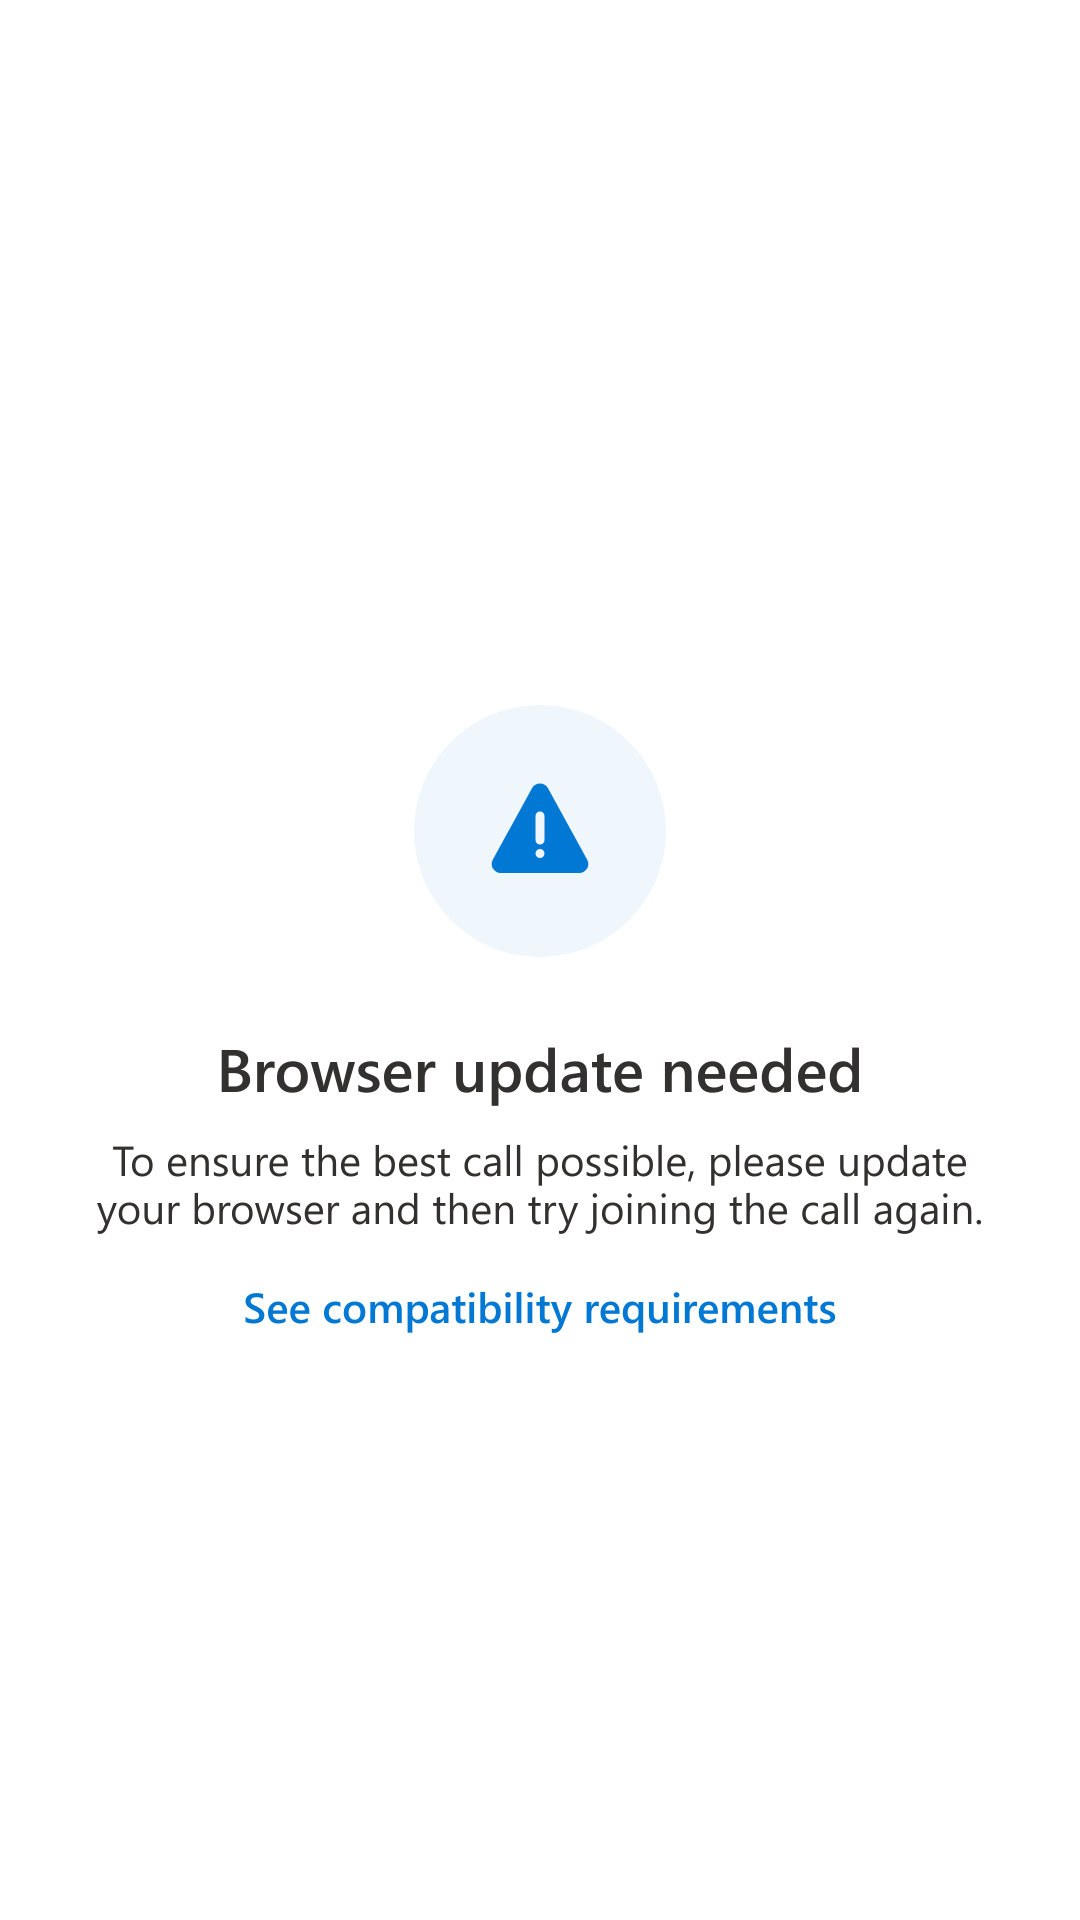 Browser update needed
To ensure the best call possible, please update
your browser and then try joining the call again.
See compatibility requirements